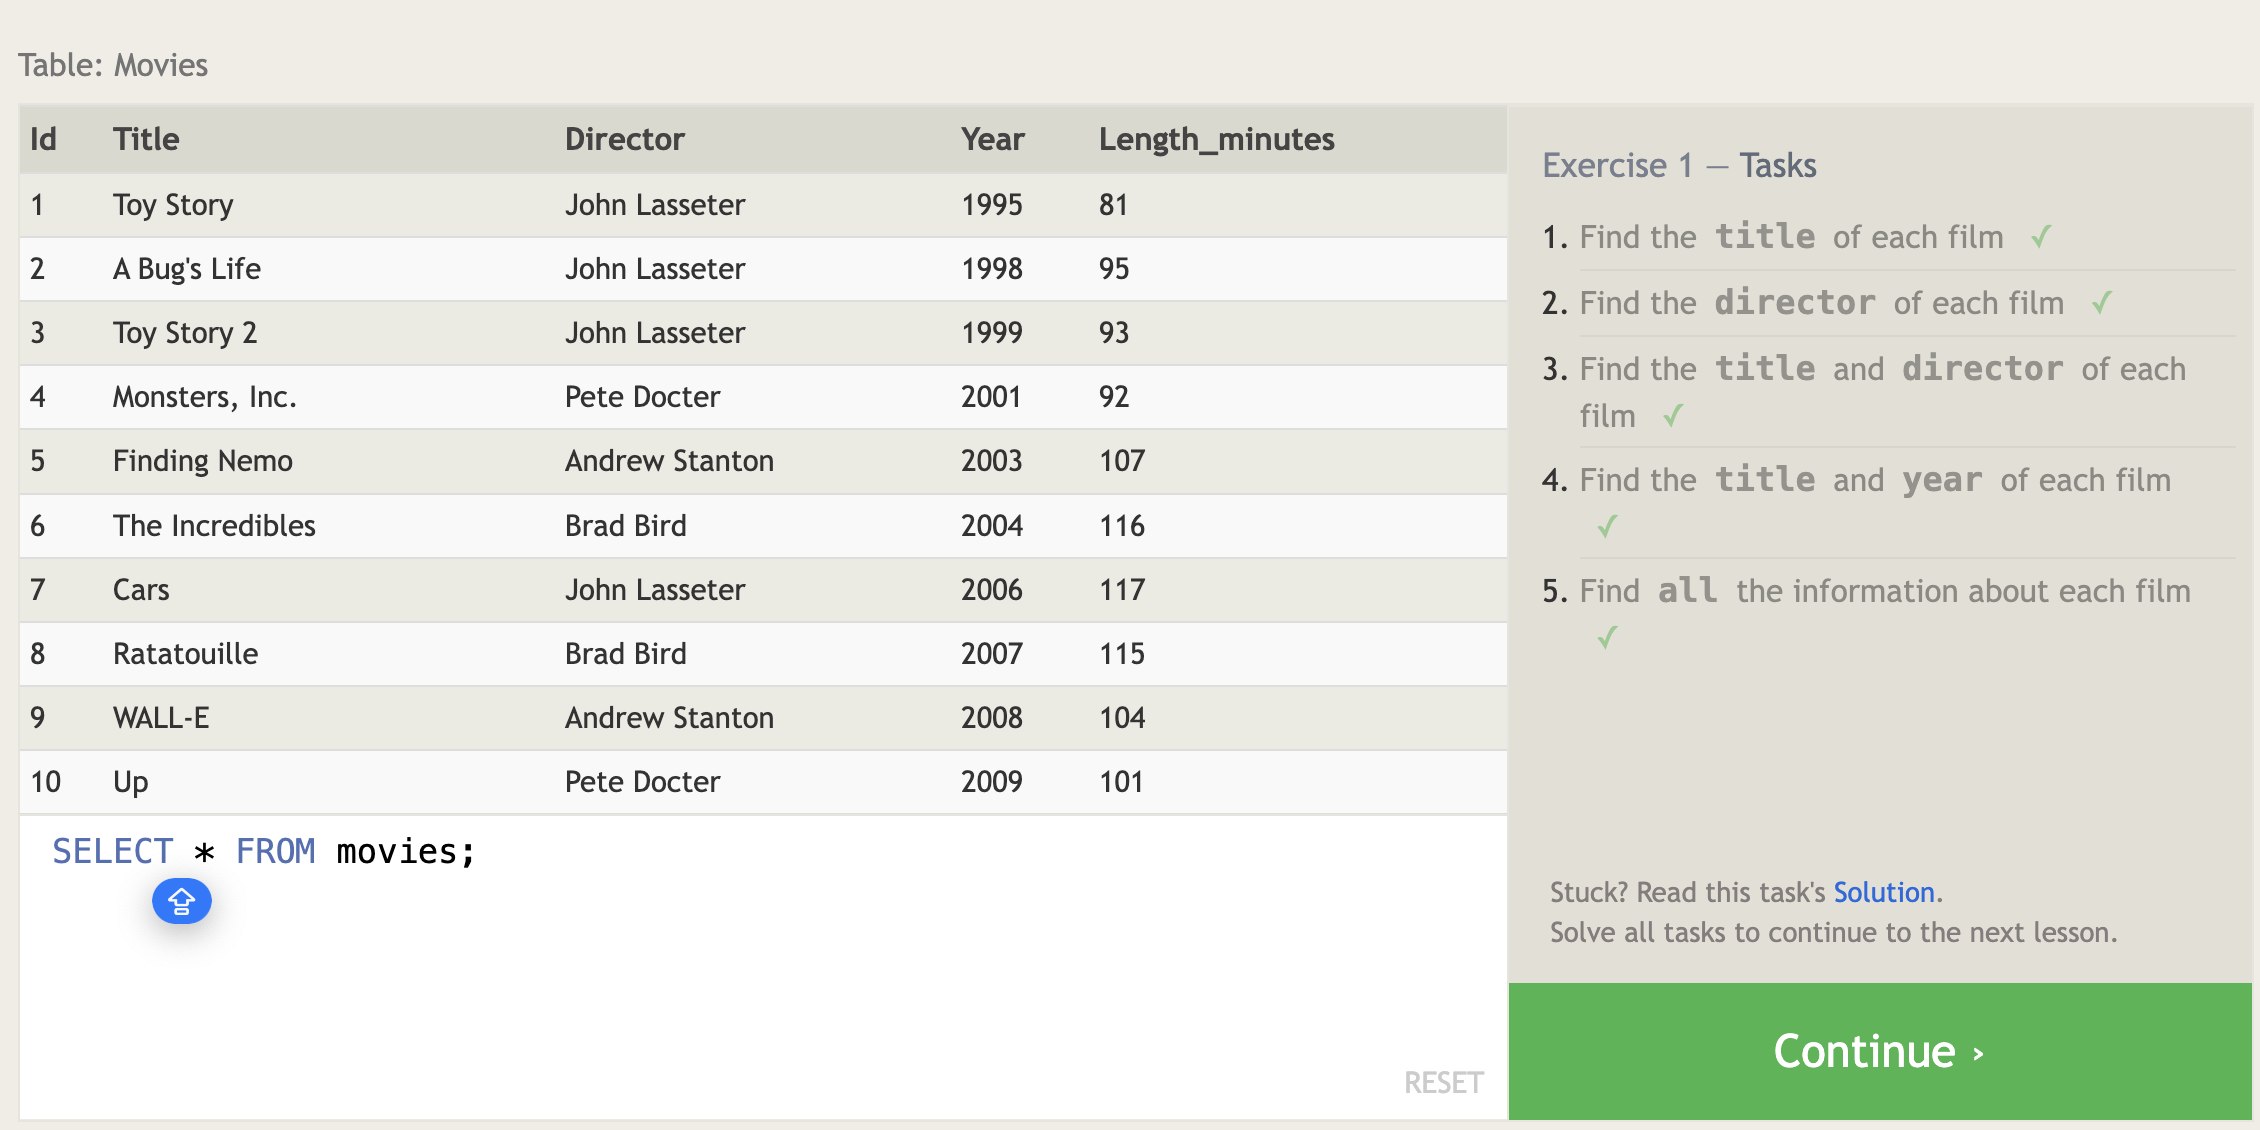 Table: Movies
Id Title Director Year Length_minutes
1 Toy Story John Lasseter 1995 81
2 A Bug's Life John Lasseter 1998 95
3 Toy Story 2 John Lasseter 1999 93
4 Monsters, Inc. Pete Docter 2001 92
5 Finding Nemo Andrew Stanton 2003 107
6 The Incredibles Brad Bird 2004 116
7 Cars John Lasseter 2006 117
8 Ratatouille Brad Bird 2007 115
9 WALL-E Andrew Stanton 2008 104
10 Up Pete Docter 2009 101
SELECT * FROM movies;
RESET
Exercise 1 — Tasks
1. Find the title of each film ✓
2. Find the director of each film ✓
3. Find the title and director of each
film ✓
4. Find the title and year of each film
✓
5. Find all the information about each film
✓
Stuck? Read this task's Solution.
Solve all tasks to continue to the next lesson.
Continue ›